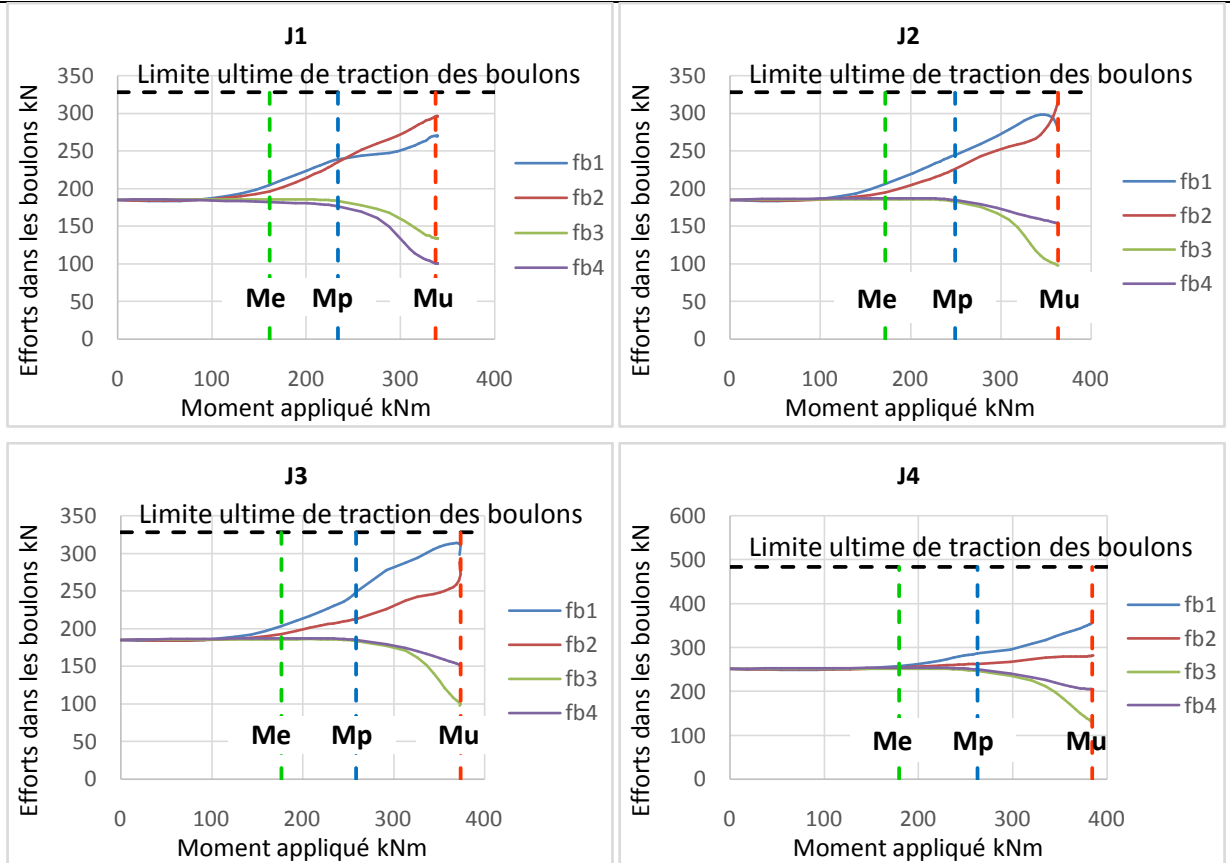 J1
Limite ultime de traction des boulons
Efforts dans les boulons kN
350
300
250
200
150
100
50
0
0 100 200 300 400
Moment appliqué kNm
Me Mp Mu
fb1
fb2
fb3
fb4
J2
Limite ultime de traction des boulons
Efforts dans les boulons kN
350
300
250
200
150
100
50
0
0 100 200 300 400
Moment appliqué kNm
Me Mp Mu
fb1
fb2
fb3
fb4
J3
Limite ultime de traction des boulons
Efforts dans les boulons kN
350
300
250
200
150
100
50
0
0 100 200 300 400
Moment appliqué kNm
Me Mp Mu
fb1
fb2
fb3
fb4
J4
Limite ultime de traction des boulons
Efforts dans les boulons kN
600
500
400
300
200
100
0
0 100 200 300 400
Moment appliqué kNm
Me Mp Mu
fb1
fb2
fb3
fb4